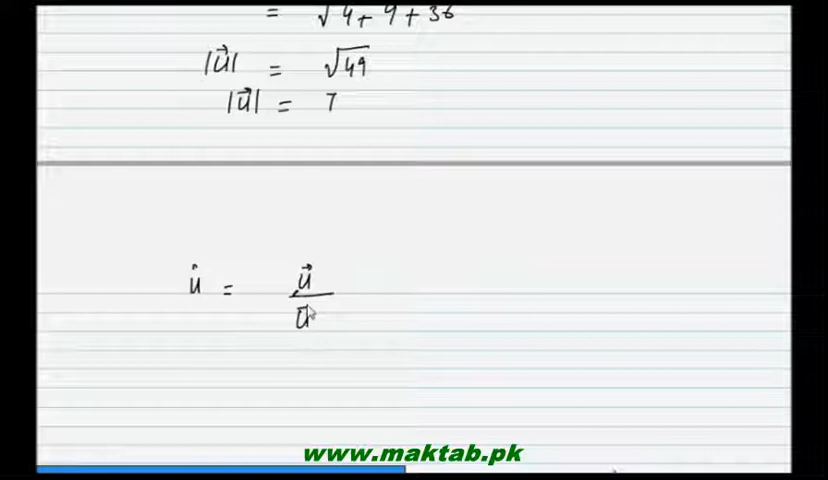 = √4 + 9 + 36
|u⃗| = √49
|u⃗| = 7
û = u⃗
www.maktab.pk